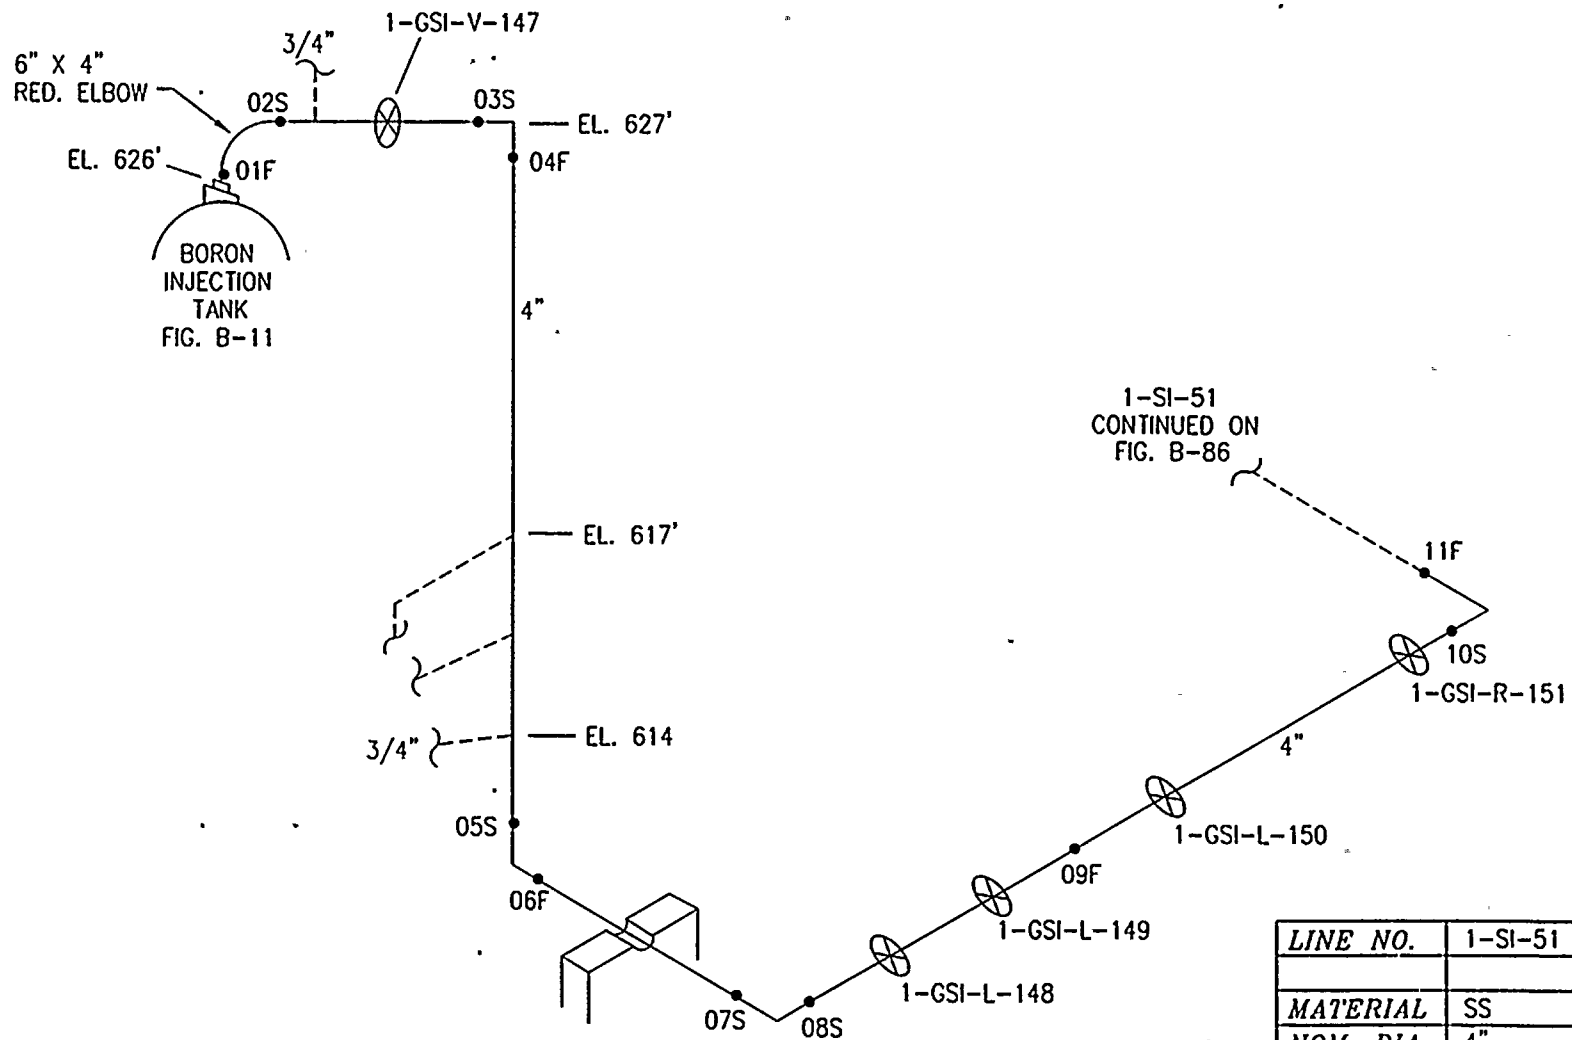 1-GSI-V-147
3/4"
6" X 4"
RED. ELBOW
02S
03S
EL. 627'
EL. 626'
01F
04F
BORON
INJECTION
TANK
FIG. B-11
4"
1-SI-51
CONTINUED ON
FIG. B-86
EL. 617'
11F
10S
1-GSI-R-151
3/4"
EL. 614
4"
05S
1-GSI-L-150
09F
06F
1-GSI-L-149
1-GSI-L-148
07S
08S
LINE NO. 1-SI-51
MATERIAL SS
NOM. DIA 4"